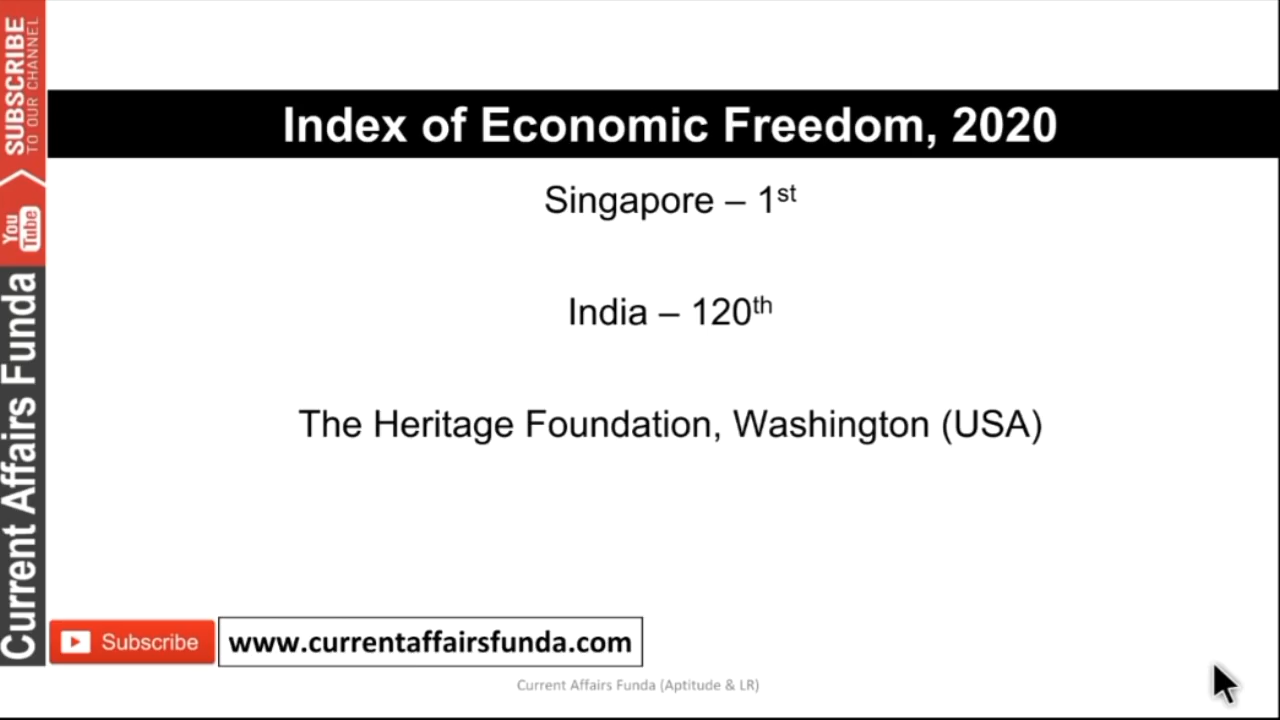 SUBSCRIBE
TO OUR CHANNEL
You
Tube
Current Affairs Funda
Index of Economic Freedom, 2020
Singapore – 1st
India – 120th
The Heritage Foundation, Washington (USA)
Subscribe
www.currentaffairsfunda.com
Current Affairs Funda (Aptitude & LR)